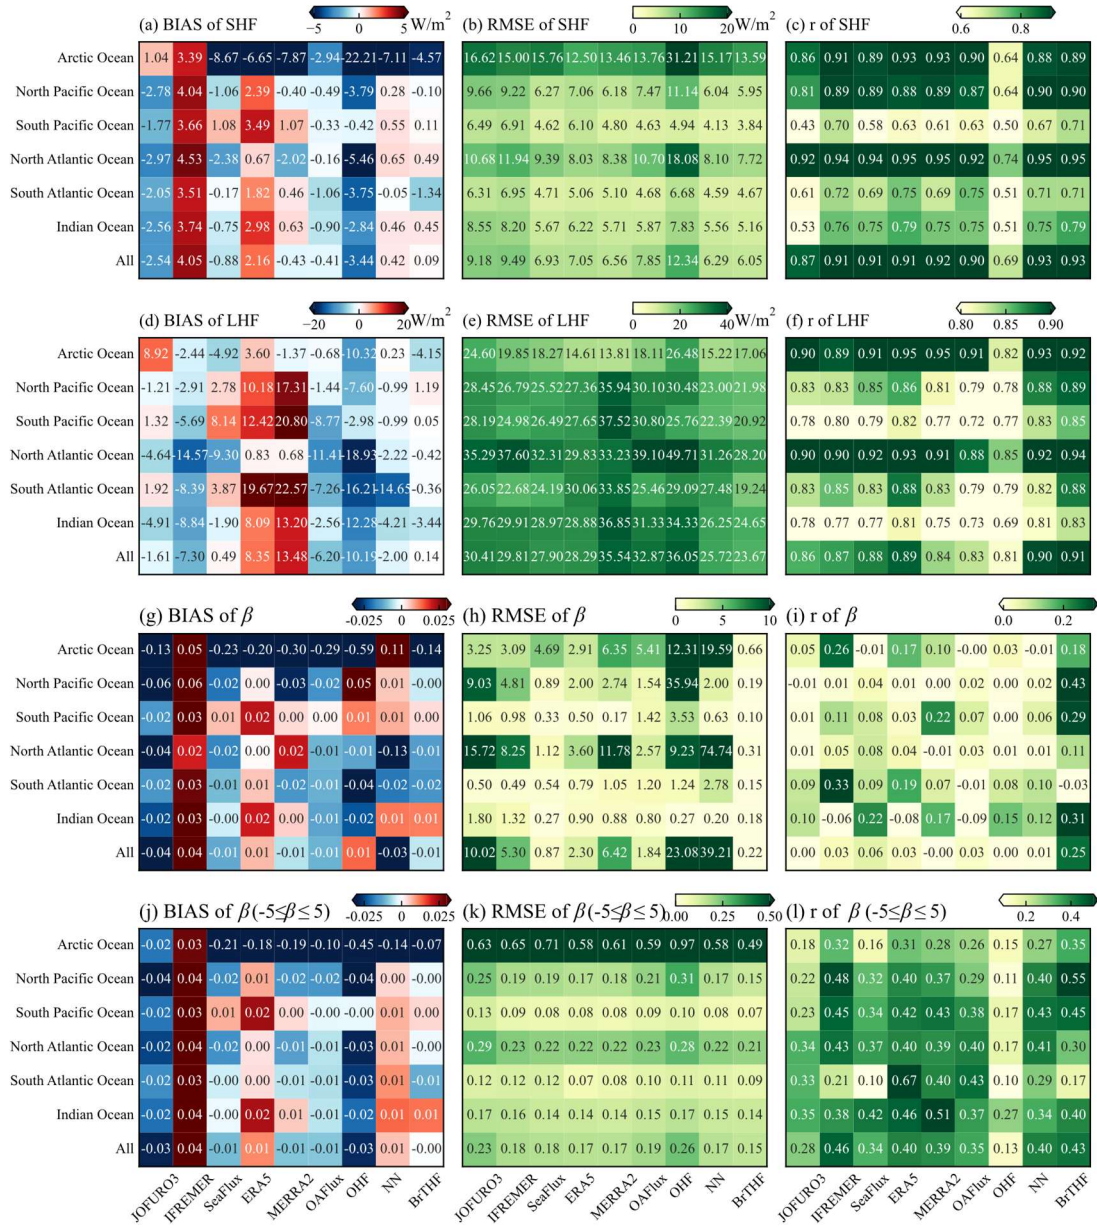 (a) BIAS of SHF −5 0 5 W/m² (b) RMSE of SHF 0 10 20 W/m² (c) r of SHF 0.6 0.8
Arctic Ocean 1.04 3.39 -8.67 -6.65 -7.87 -2.94 -22.21 -7.11 -4.57 16.62 15.00 15.76 12.50 13.46 13.76 31.21 15.17 13.59 0.86 0.91 0.89 0.93 0.93 0.90 0.64 0.88 0.89
North Pacific Ocean -2.78 4.04 -1.06 2.39 -0.40 -0.49 -3.79 0.28 -0.10 9.66 9.22 6.27 7.06 6.18 7.47 11.14 6.04 5.95 0.81 0.89 0.89 0.88 0.89 0.87 0.64 0.90 0.90
South Pacific Ocean -1.77 3.66 1.08 3.49 1.07 -0.33 -0.42 0.55 0.11 6.49 6.91 4.62 6.10 4.80 4.63 4.94 4.13 3.84 0.43 0.70 0.58 0.63 0.61 0.63 0.50 0.67 0.71
North Atlantic Ocean -2.97 4.53 -2.38 0.67 -2.02 -0.16 -5.46 0.65 0.49 10.68 11.94 9.39 8.03 8.38 10.70 18.08 8.10 7.72 0.92 0.94 0.94 0.95 0.95 0.92 0.74 0.95 0.95
South Atlantic Ocean -2.05 3.51 -0.17 1.82 0.46 -1.06 -3.75 -0.05 -1.34 6.31 6.95 4.71 5.06 5.10 4.68 6.68 4.59 4.67 0.61 0.72 0.69 0.75 0.69 0.75 0.51 0.71 0.71
Indian Ocean -2.56 3.74 -0.75 2.98 0.63 -0.90 -2.84 0.46 0.45 8.55 8.20 5.67 6.22 5.71 5.87 7.83 5.56 5.16 0.53 0.76 0.75 0.79 0.75 0.75 0.51 0.75 0.79
All -2.54 4.05 -0.88 2.16 -0.43 -0.41 -3.44 0.42 0.09 9.18 9.49 6.93 7.05 6.56 7.85 12.34 6.29 6.05 0.87 0.91 0.91 0.91 0.92 0.90 0.69 0.93 0.93
(d) BIAS of LHF −20 0 20 W/m² (e) RMSE of LHF 0 20 40 W/m² (f) r of LHF 0.80 0.85 0.90
Arctic Ocean 8.92 -2.44 -4.92 3.60 -1.37 -0.68 -10.32 0.23 -4.15 24.60 19.85 18.27 14.61 13.81 18.11 26.48 15.22 17.06 0.90 0.89 0.91 0.95 0.95 0.91 0.82 0.93 0.92
North Pacific Ocean -1.21 -2.91 2.78 10.18 17.31 -1.44 -7.60 -0.99 1.19 28.45 26.79 25.52 27.36 35.94 30.10 30.48 23.00 21.98 0.83 0.83 0.85 0.86 0.81 0.79 0.78 0.88 0.89
South Pacific Ocean 1.32 -5.69 8.14 12.42 20.80 -8.77 -2.98 -0.99 0.05 28.19 24.98 26.49 27.65 37.52 30.80 25.76 22.39 20.92 0.78 0.80 0.79 0.82 0.77 0.72 0.77 0.83 0.85
North Atlantic Ocean -4.64 -14.57 -9.30 0.83 0.68 -11.41 -18.93 -2.22 -0.42 35.29 37.60 32.31 29.83 33.23 39.10 49.71 31.26 28.20 0.90 0.90 0.92 0.93 0.91 0.88 0.85 0.92 0.94
South Atlantic Ocean 1.92 -8.39 3.87 19.67 22.57 -7.26 -16.21 -14.65 -0.36 26.05 22.68 24.19 30.06 33.85 25.46 29.09 27.48 19.24 0.83 0.85 0.83 0.88 0.83 0.79 0.79 0.82 0.88
Indian Ocean -4.91 -8.84 -1.90 8.09 13.20 -2.56 -12.28 -4.21 -3.44 29.76 29.91 28.97 28.88 36.85 31.33 34.33 26.25 24.65 0.78 0.77 0.77 0.81 0.75 0.73 0.69 0.81 0.83
All -1.61 -7.30 0.49 8.35 13.48 -6.20 -10.19 -2.00 0.14 30.41 29.81 27.90 28.29 35.54 32.87 36.05 25.72 23.67 0.86 0.87 0.88 0.89 0.84 0.83 0.81 0.90 0.91
(g) BIAS of β -0.025 0 0.025 (h) RMSE of β 0 5 10 (i) r of β 0.0 0.2
Arctic Ocean -0.13 0.05 -0.23 -0.20 -0.30 -0.29 -0.59 0.11 -0.14 3.25 3.09 4.69 2.91 6.35 5.41 12.31 19.59 0.66 0.05 0.26 -0.01 0.17 0.10 -0.00 0.03 -0.01 0.18
North Pacific Ocean -0.06 0.06 -0.02 0.00 -0.03 -0.02 0.05 0.01 -0.00 9.03 4.81 0.89 2.00 2.74 1.54 35.94 2.00 0.19 -0.01 0.01 0.04 0.01 0.00 0.02 -0.00 0.02 0.43
South Pacific Ocean -0.02 0.03 0.01 0.02 0.00 0.00 0.01 0.01 0.00 1.06 0.98 0.33 0.50 0.17 1.42 3.53 0.63 0.10 0.01 0.11 0.08 0.03 0.22 0.07 0.00 0.06 0.29
North Atlantic Ocean -0.04 0.02 -0.02 0.00 0.02 -0.01 -0.01 -0.13 -0.01 15.72 8.25 1.12 3.60 11.78 2.57 9.23 74.74 0.31 0.01 0.05 0.08 0.04 -0.01 0.03 0.01 0.01 0.11
South Atlantic Ocean -0.02 0.03 -0.01 0.01 -0.02 -0.01 -0.04 -0.02 -0.02 0.50 0.49 0.54 0.79 1.05 1.20 1.24 2.78 0.15 0.09 0.33 0.09 0.19 0.07 -0.01 0.08 0.10 -0.03
Indian Ocean -0.02 0.03 -0.00 0.02 0.00 -0.01 -0.02 0.01 0.01 1.80 1.32 0.27 0.90 0.88 0.80 0.27 0.20 0.18 0.10 -0.06 0.22 -0.08 0.17 -0.09 0.15 0.12 0.31
All -0.04 0.04 -0.01 0.01 -0.01 -0.01 0.01 -0.03 -0.01 10.02 5.30 0.87 2.30 6.42 1.84 23.08 39.21 0.22 0.00 0.03 0.06 0.03 -0.00 0.03 0.00 0.01 0.25
(j) BIAS of β (-5≤β≤ 5) -0.025 0 0.025 (k) RMSE of β (-5≤β≤ 5) 0.00 0.25 0.50 (l) r of β (-5≤β≤ 5) 0.2 0.4
Arctic Ocean -0.02 0.03 -0.21 -0.18 -0.19 -0.10 -0.45 -0.14 -0.07 0.63 0.65 0.71 0.58 0.61 0.59 0.97 0.58 0.49 0.18 0.32 0.16 0.31 0.28 0.26 0.15 0.27 0.35
North Pacific Ocean -0.04 0.04 -0.02 0.01 -0.02 -0.02 -0.04 0.00 -0.00 0.25 0.19 0.19 0.17 0.18 0.21 0.31 0.17 0.15 0.22 0.48 0.32 0.40 0.37 0.29 0.11 0.40 0.55
South Pacific Ocean -0.02 0.03 0.01 0.02 0.00 -0.00 -0.00 0.01 0.00 0.13 0.09 0.08 0.08 0.08 0.09 0.10 0.08 0.07 0.23 0.45 0.34 0.42 0.43 0.38 0.17 0.43 0.45
North Atlantic Ocean -0.02 0.04 -0.02 0.00 -0.01 -0.01 -0.03 0.01 -0.00 0.29 0.23 0.22 0.22 0.22 0.23 0.28 0.22 0.21 0.34 0.43 0.37 0.40 0.39 0.40 0.17 0.41 0.30
South Atlantic Ocean -0.02 0.03 -0.00 0.00 -0.01 -0.01 -0.03 0.01 -0.01 0.12 0.12 0.12 0.07 0.08 0.10 0.11 0.11 0.09 0.33 0.21 0.10 0.67 0.40 0.43 0.10 0.29 0.17
Indian Ocean -0.02 0.04 -0.00 0.02 0.01 -0.01 -0.02 0.01 0.01 0.17 0.16 0.14 0.14 0.14 0.15 0.17 0.15 0.14 0.35 0.38 0.42 0.46 0.51 0.37 0.27 0.34 0.40
All -0.03 0.04 -0.01 0.01 -0.01 -0.01 -0.03 0.01 -0.00 0.23 0.18 0.18 0.17 0.17 0.19 0.26 0.17 0.15 0.28 0.46 0.34 0.40 0.39 0.35 0.13 0.40 0.43
JOFURO3 IFREMER SeaFlux ERA5 MERRA2 OAFlux OHF NN BrTHF JOFURO3 IFREMER SeaFlux ERA5 MERRA2 OAFlux OHF NN BrTHF JOFURO3 IFREMER SeaFlux ERA5 MERRA2 OAFlux OHF NN BrTHF